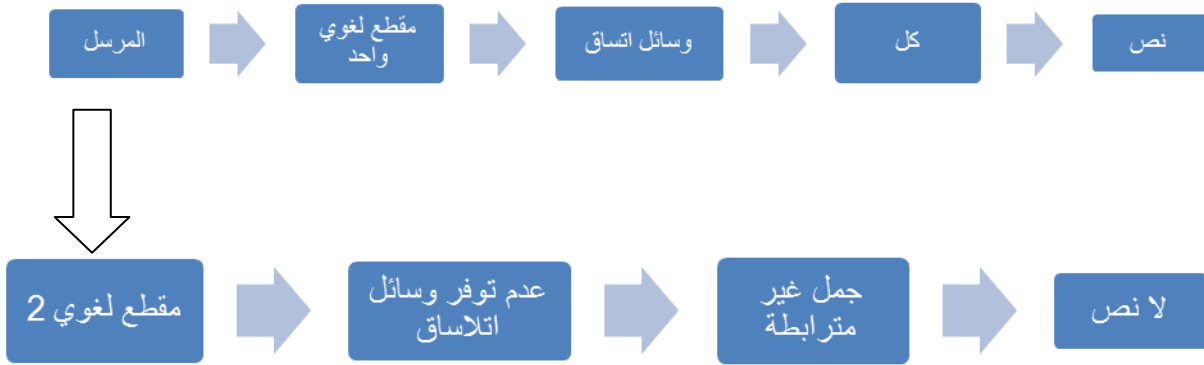 المرسل
مقطع لغوي
واحد
وسائل اتساق
كل
نص
مقطع لغوي 2
عدم توفر وسائل
اتلاساق
جمل غير
مترابطة
لا نص